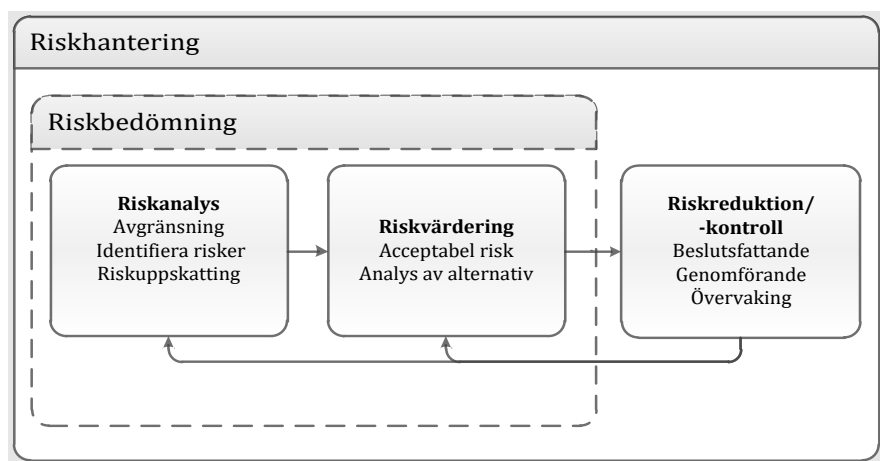 Riskhantering
Riskbedömning
Riskanalys
Avgränsning
Identifiera risker
Riskuppskatting
Riskvärdering
Acceptabel risk
Analys av alternativ
Riskreduktion/
-kontroll
Beslutsfattande
Genomförande
Övervaking